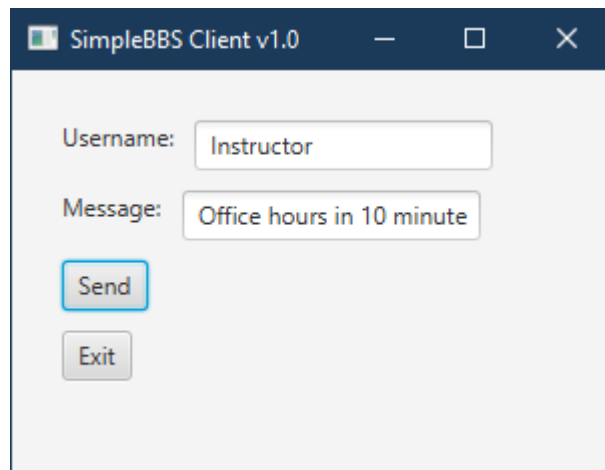 SimpleBBS Client v1.0
Username: Instructor
Message: Office hours in 10 minute
Send
Exit